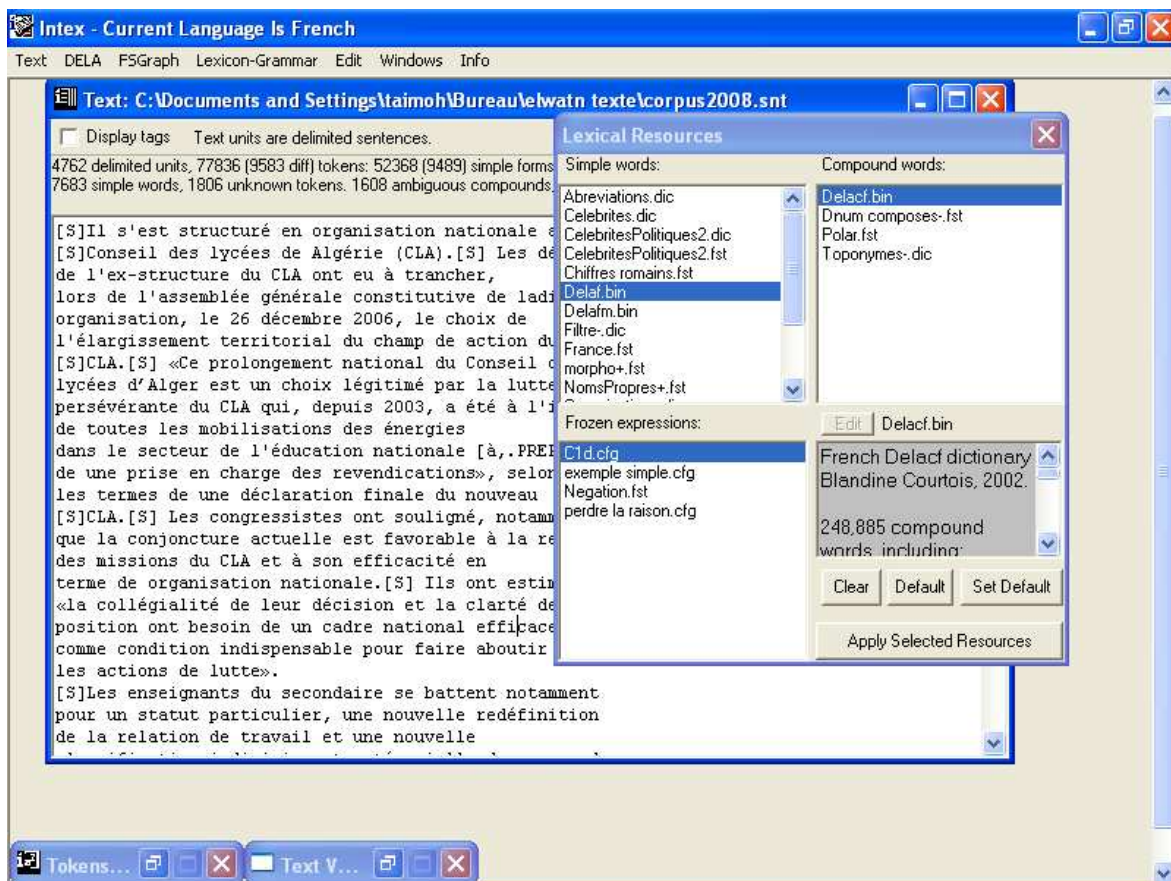 Intex - Current Language Is French
Text DELA FSGraph Lexicon-Grammar Edit Windows Info
Text: C:\Documents and Settings\taimoh\Bureau\elwatn texte\corpus2008.snt
Display tags Text units are delimited sentences.
4762 delimited units, 77836 (9583 diff) tokens: 52368 (9489) simple forms
7683 simple words, 1806 unknown tokens. 1608 ambiguous compounds,
[S]Il s'est structuré en organisation nationale
[S]Conseil des lycées de Algérie (CLA).[S] Les dé
de l'ex-structure du CLA ont eu à trancher,
lors de l'assemblée générale constitutive de ladi
organisation, le 26 décembre 2006, le choix de
l'élargissement territorial du champ de action du
[S]CLA.[S] «Ce prolongement national du Conseil
lycées d'Alger est un choix légitimé par la lutte
persévérante du CLA qui, depuis 2003, a été à l'i
de toutes les mobilisations des énergies
dans le secteur de l'éducation nationale [à,.PREP
de une prise en charge des revendications», selon
les termes de une déclaration finale du nouveau
[S]CLA.[S] Les congressistes ont souligné, notamm
que la conjoncture actuelle est favorable à la re
des missions du CLA et à son efficacité en
terme de organisation nationale.[S] Ils ont estim
«la collégialité de leur décision et la clarté de
position ont besoin de un cadre national efficace
comme condition indispensable pour faire aboutir
les actions de lutte».
[S]Les enseignants du secondaire se battent notamment
pour un statut particulier, une nouvelle redéfinition
de la relation de travail et une nouvelle
Lexical Resources
Simple words:
Abreviations.dic
Celebrites.dic
CelebritesPolitiques2.dic
CelebritesPolitiques2.fst
Chiffres romains.fst
Delaf.bin
Delafm.bin
Filtre-.dic
France.fst
morpho+.fst
NomsPropres+.fst
Compound words:
Delacf.bin
Dnum composes-.fst
Polar.fst
Toponymes-.dic
Frozen expressions:
C1d.cfg
exemple simple.cfg
Negation.fst
perdre la raison.cfg
Edit Delacf.bin
French Delacf dictionary
Blandine Courtois, 2002.
248,885 compound
words, including:
Clear Default Set Default
Apply Selected Resources
Tokens... Text V...